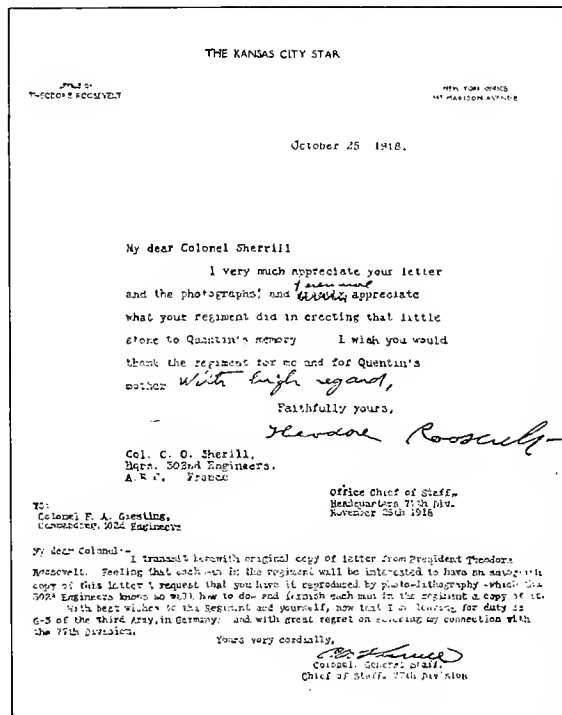 THE KANSAS CITY STAR
OFFICE OF
THEODORE ROOSEVELT
NEW YORK OFFICE
347 MADISON AVENUE
October 25 1918.
My dear Colonel Sherrill
I very much appreciate your letter
and the photographs; and I even more appreciate
what your regiment did in erecting that little
stone to Quentin's memory I wish you would
thank the regiment for me and for Quentin's
mother With high regard,
Faithfully yours,
Theodore Roosevelt
Col. C. O. Sherill,
Hqrs. 302nd Engineers,
A.E.F. France
Office Chief of Staff,
Headquarters 77th Div.
November 25th 1918
To:
Colonel F. A. Giesting,
Commanding, 302d Engineers
My dear Colonel:-
I transmit herewith original copy of letter from President Theodore
Roosevelt. Feeling that each man in the regiment will be interested to have an autograph
copy of this letter I request that you have it reproduced by photo-lithography -which the
302d Engineers knows so well how to do- and furnish each man in the regiment a copy of it.
With best wishes to the Regiment and yourself, now that I am leaving for duty as
G-3 of the Third Army, in Germany; and with great regret on severing my connection with
the 77th Division.
Yours very cordially,
C.O. Sherrill
Colonel, General Staff,
Chief of Staff, 77th Division